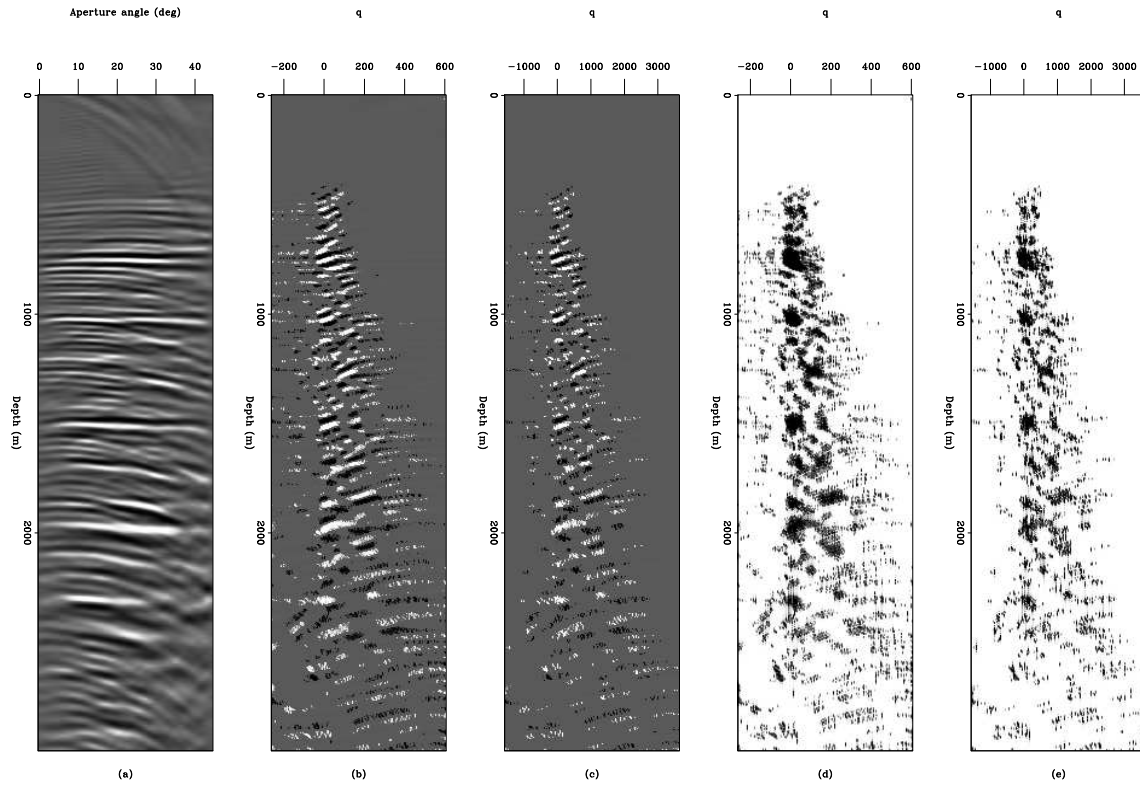 Aperture angle (deg) q q q q
0 10 20 30 40 -200 0 200 400 600 -1000 0 1000 2000 3000 -200 0 200 400 600 -1000 0 1000 2000 3000
0 0 0 0 0
1000 1000 1000 1000 1000
Depth (m) Depth (m) Depth (m) Depth (m) Depth (m)
2000 2000 2000 2000 2000
(a) (b) (c) (d) (e)